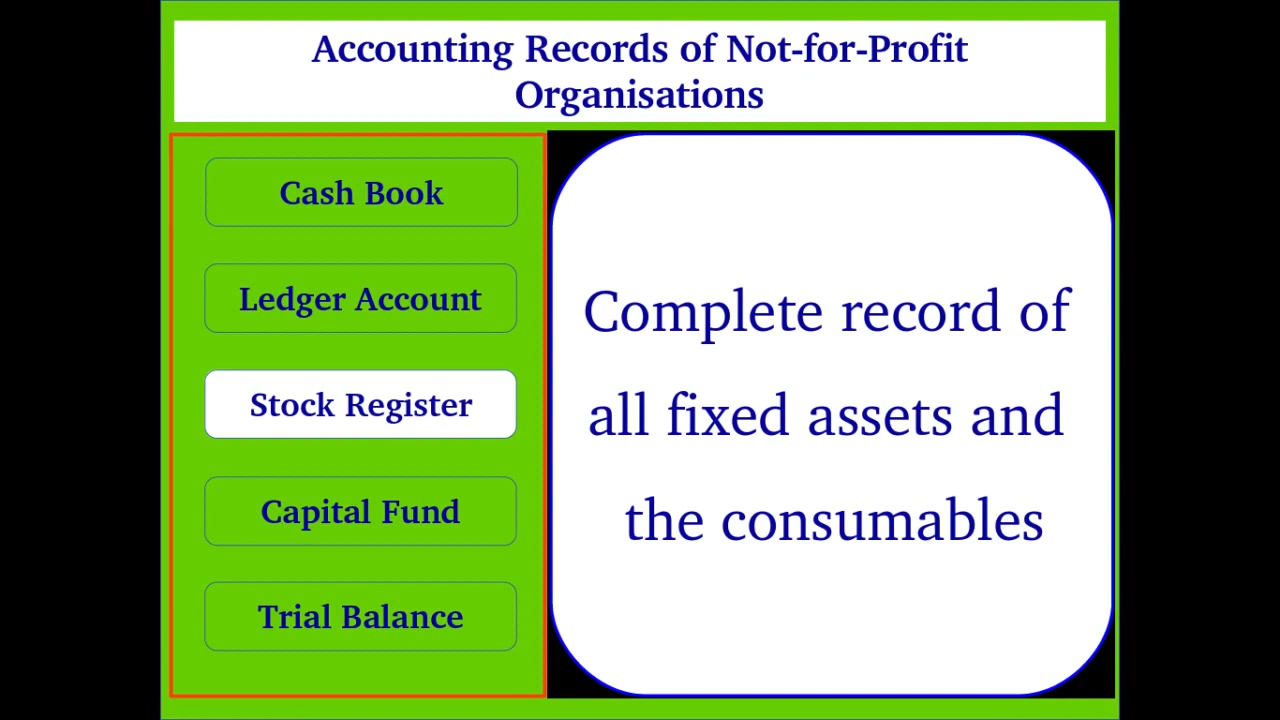 Accounting Records of Not-for-Profit
Organisations
Cash Book
Ledger Account
Stock Register
Capital Fund
Trial Balance
Complete record of
all fixed assets and
the consumables